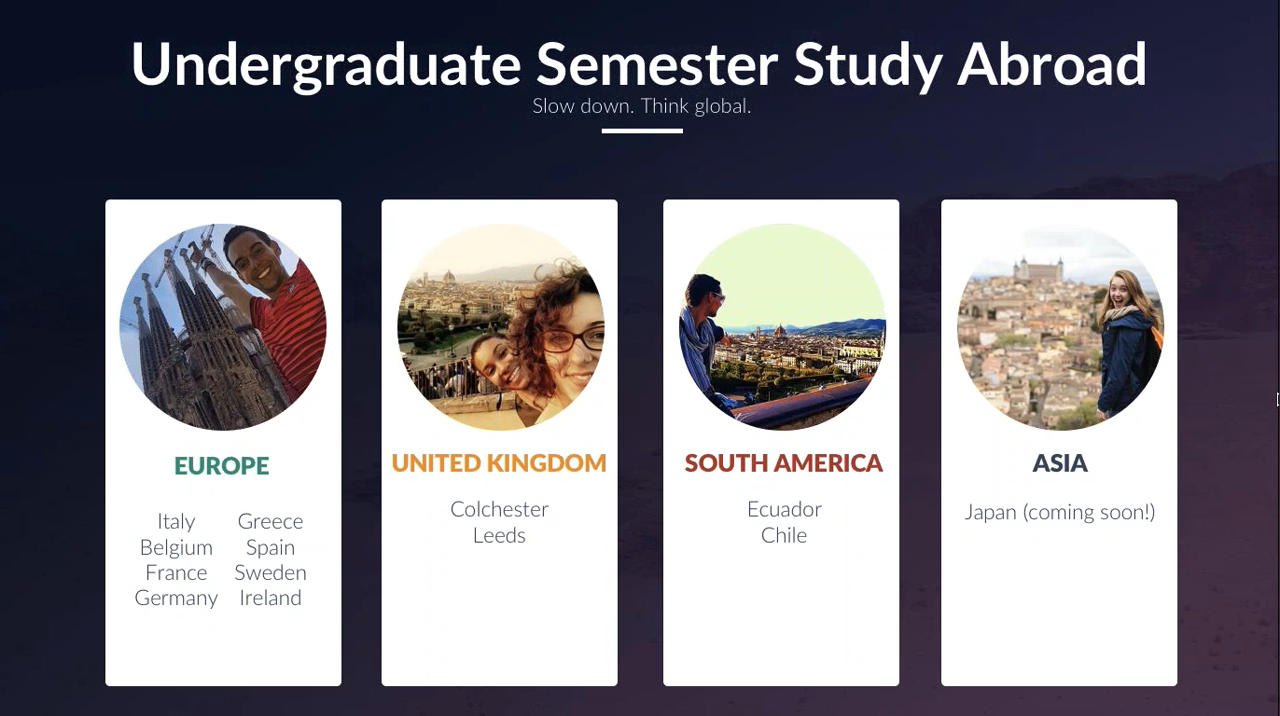 Undergraduate Semester Study Abroad
Slow down. Think global.
EUROPE
Italy
Belgium
France
Germany
Greece
Spain
Sweden
Ireland
UNITED KINGDOM
Colchester
Leeds
SOUTH AMERICA
Ecuador
Chile
ASIA
Japan (coming soon!)